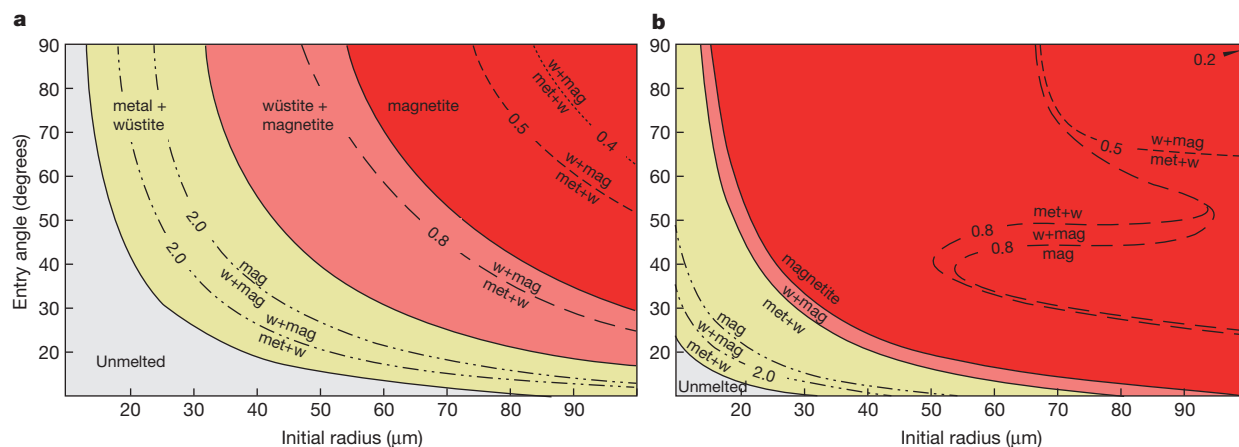 a
90
80
70
60
50
40
30
20
Entry angle (degrees)
metal +
wüstite
wüstite +
magnetite
magnetite
w+mag
met+w
0.4
0.5
w+mag
met+w
0.8
w+mag
met+w
2.0
2.0
mag
w+mag
w+mag
met+w
Unmelted
20 30 40 50 60 70 80 90
Initial radius (μm)
b
90
80
70
60
50
40
30
20
0.2
0.5
w+mag
met+w
0.8
met+w
w+mag
0.8
mag
magnetite
w+mag
met+w
mag
w+mag
met+w
2.0
Unmelted
20 30 40 50 60 70 80 90
Initial radius (μm)